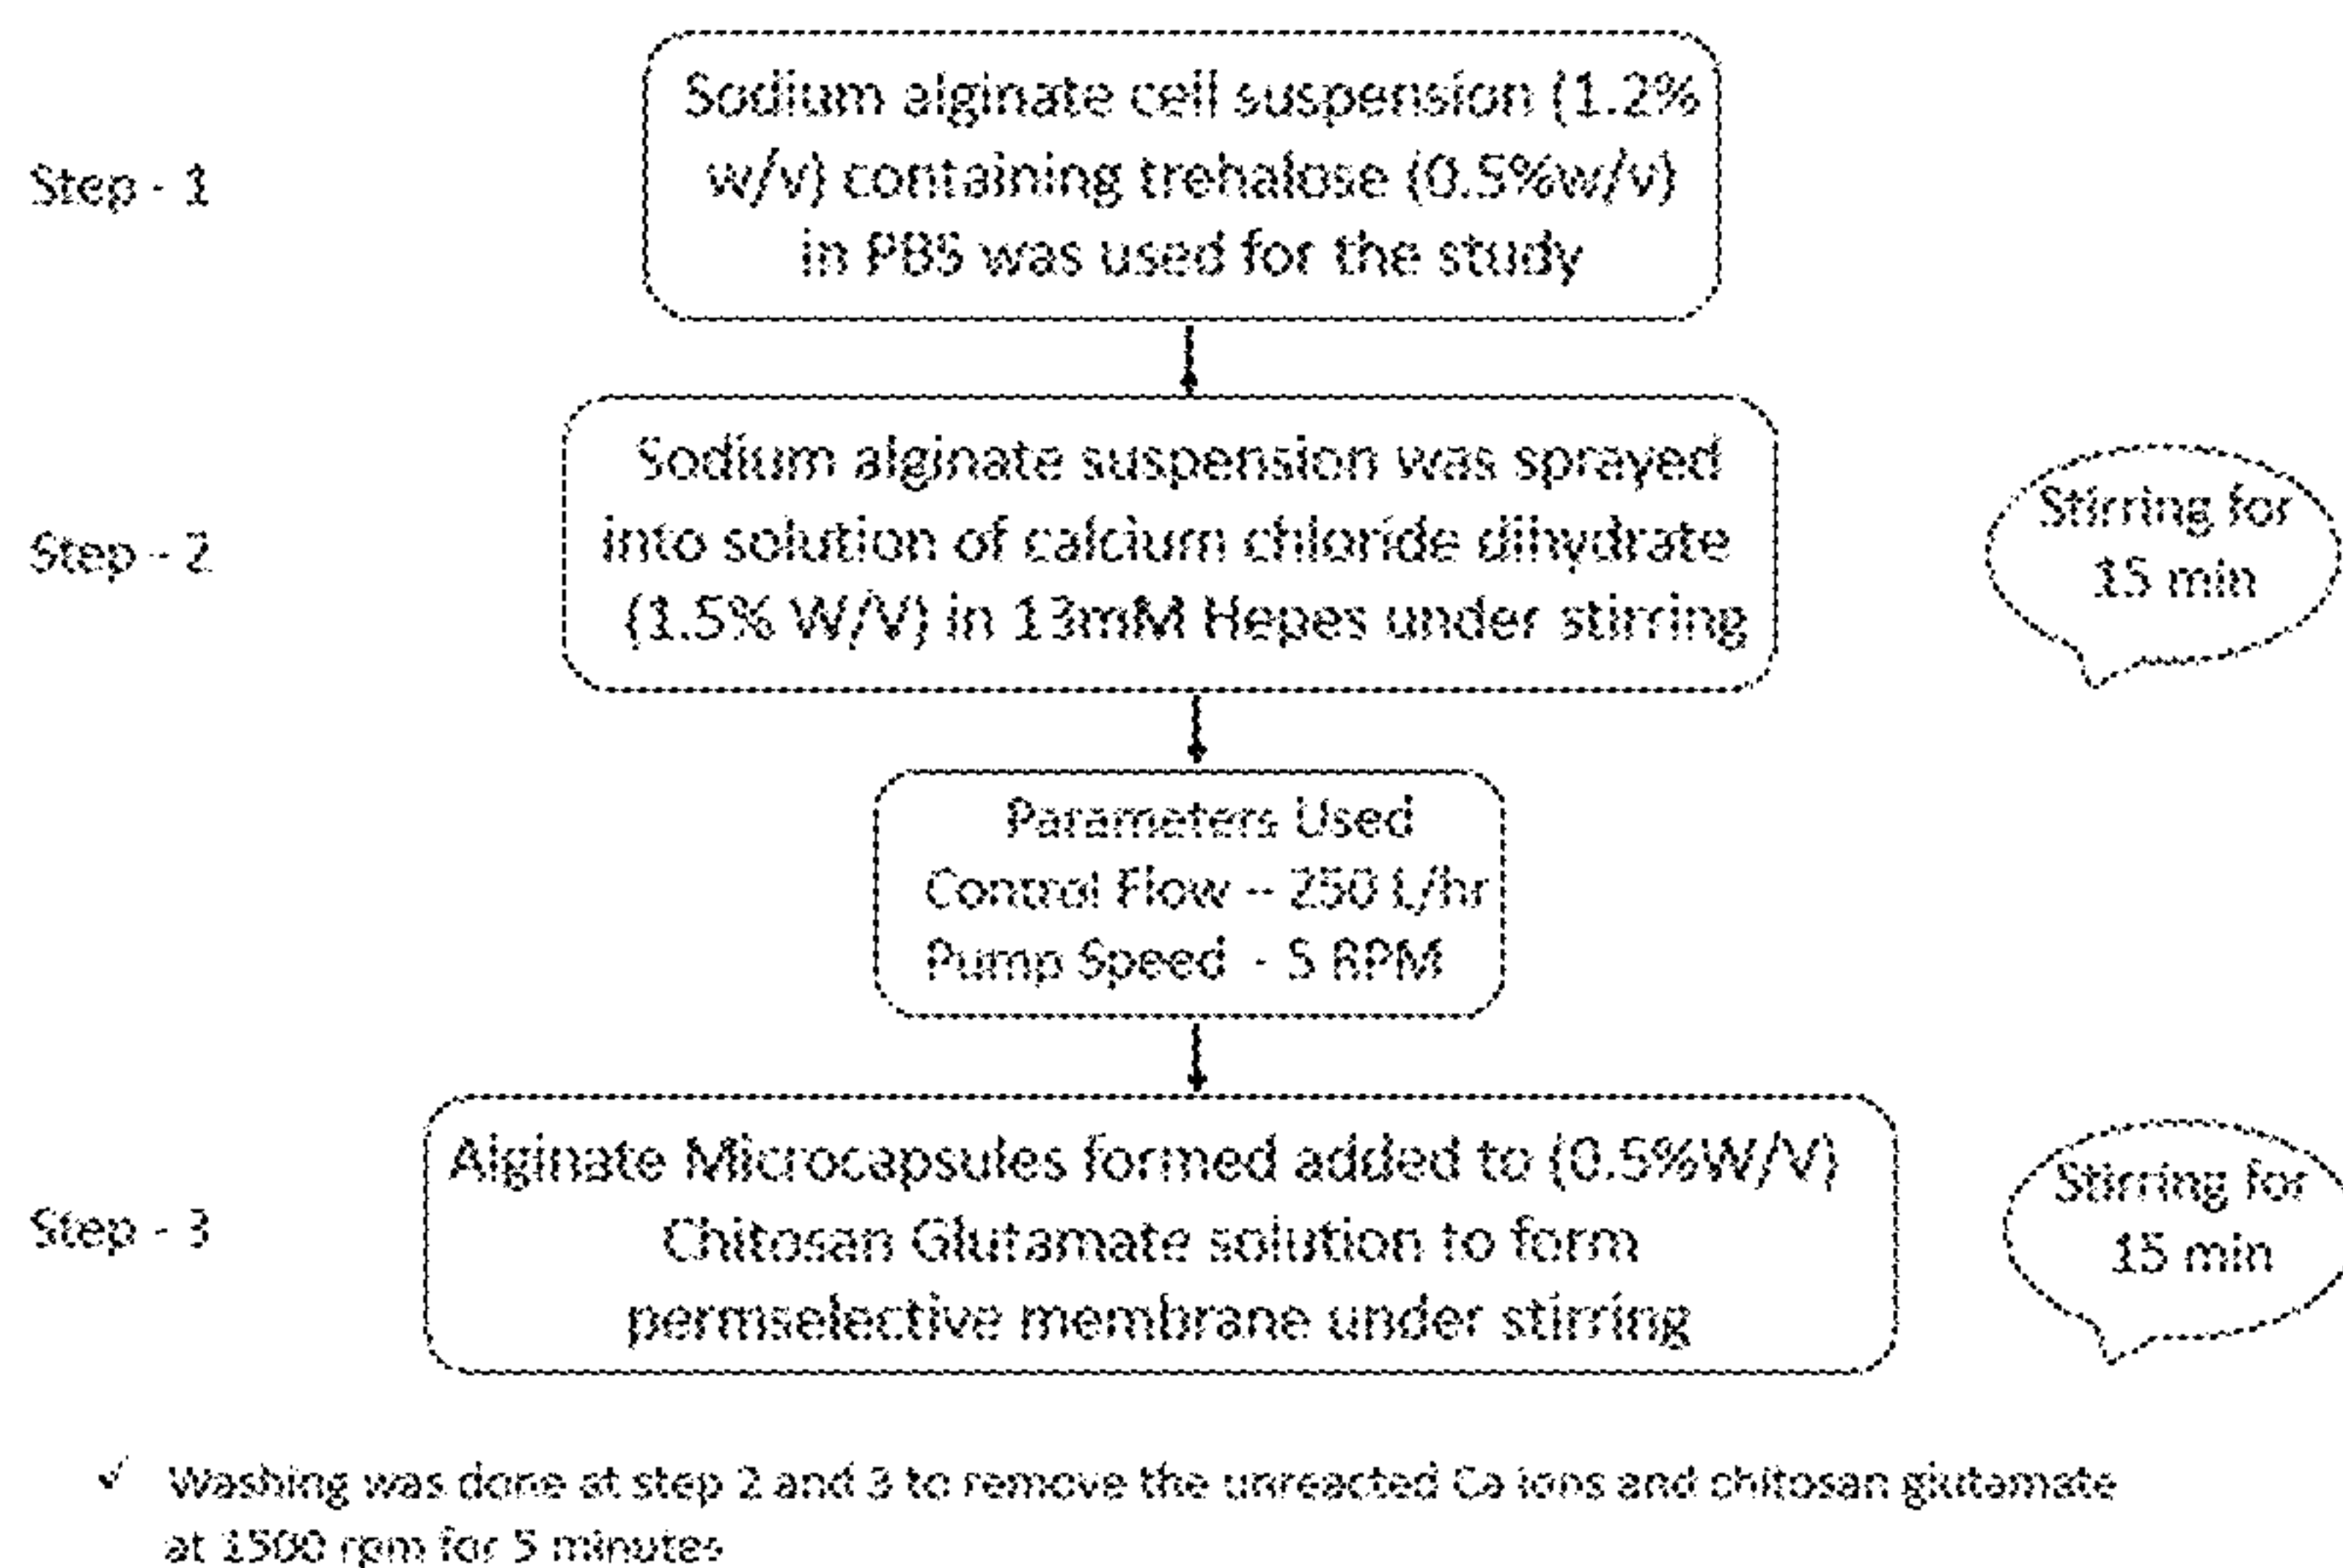 Step - 1
Sodium alginate cell suspension (1.2%
w/v) containing trehalose (0.5%w/v)
in PBS was used for the study
Step - 2
Sodium alginate suspension was sprayed
into solution of calcium chloride dihydrate
(1.5% W/V) in 13mM Hepes under stirring
Stirring for
15 min
Parameters Used
Control Flow -- 250 L/hr
Pump Speed - 5 RPM
Step - 3
Alginate Microcapsules formed added to (0.5%W/V)
Chitosan Glutamate solution to form
permselective membrane under stirring
Stirring for
15 min
✓ Washing was done at step 2 and 3 to remove the unreacted Ca ions and chitosan glutamate
at 1500 rpm for 5 minutes